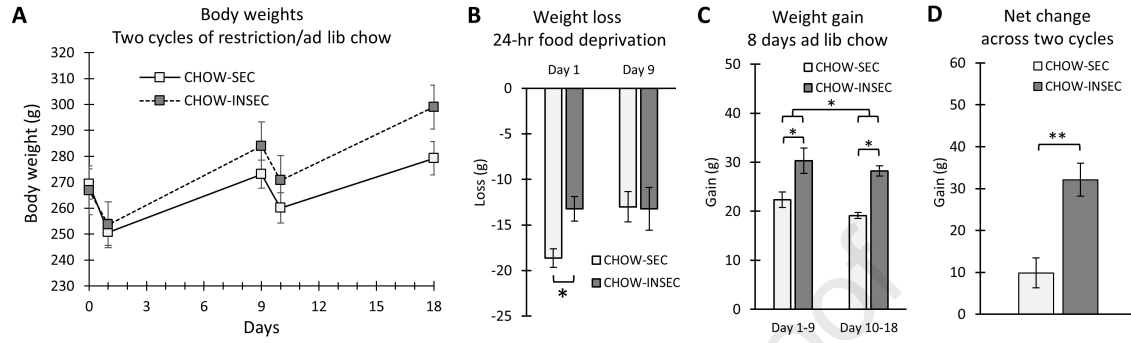 A
Body weights
Two cycles of restriction/ad lib chow
320
310
300
290
280
270
260
250
240
230
Body weight (g)
CHOW-SEC
CHOW-INSEC
0 3 6 9 12 15 18
Days
B
Weight loss
24-hr food deprivation
Day 1 Day 9
0
-5
-10
-15
-20
-25
Loss (g)
*
CHOW-SEC
CHOW-INSEC
C
Weight gain
8 days ad lib chow
50
40
30
20
10
0
Gain (g)
CHOW-SEC
CHOW-INSEC
*
* *
Day 1-9 Day 10-18
D
Net change
across two cycles
60
50
40
30
20
10
0
Gain (g)
CHOW-SEC
CHOW-INSEC
**